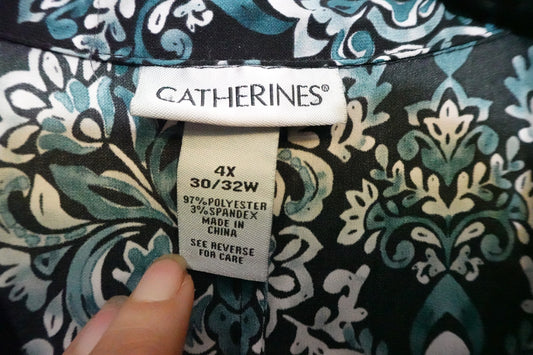 CATHERINES®
4X
30/32W
97% POLYESTER
3% SPANDEX
MADE IN
CHINA
SEE REVERSE
FOR CARE